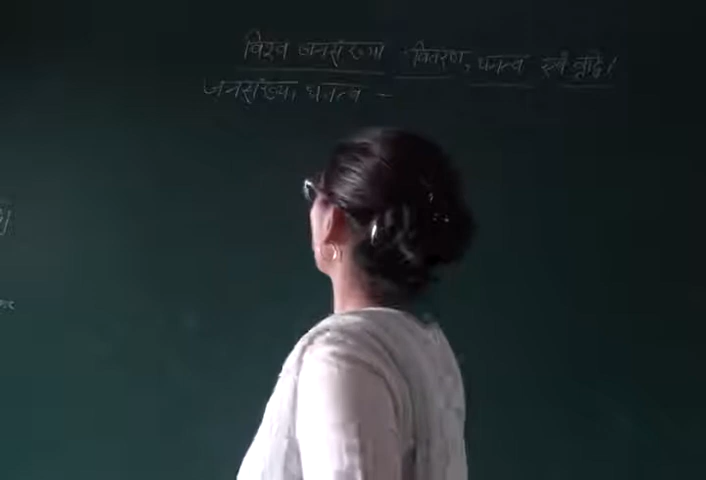 विश्व जनसंख्या वितरण, घनत्व एवं वृद्धि।
जनसंख्या घनत्व -